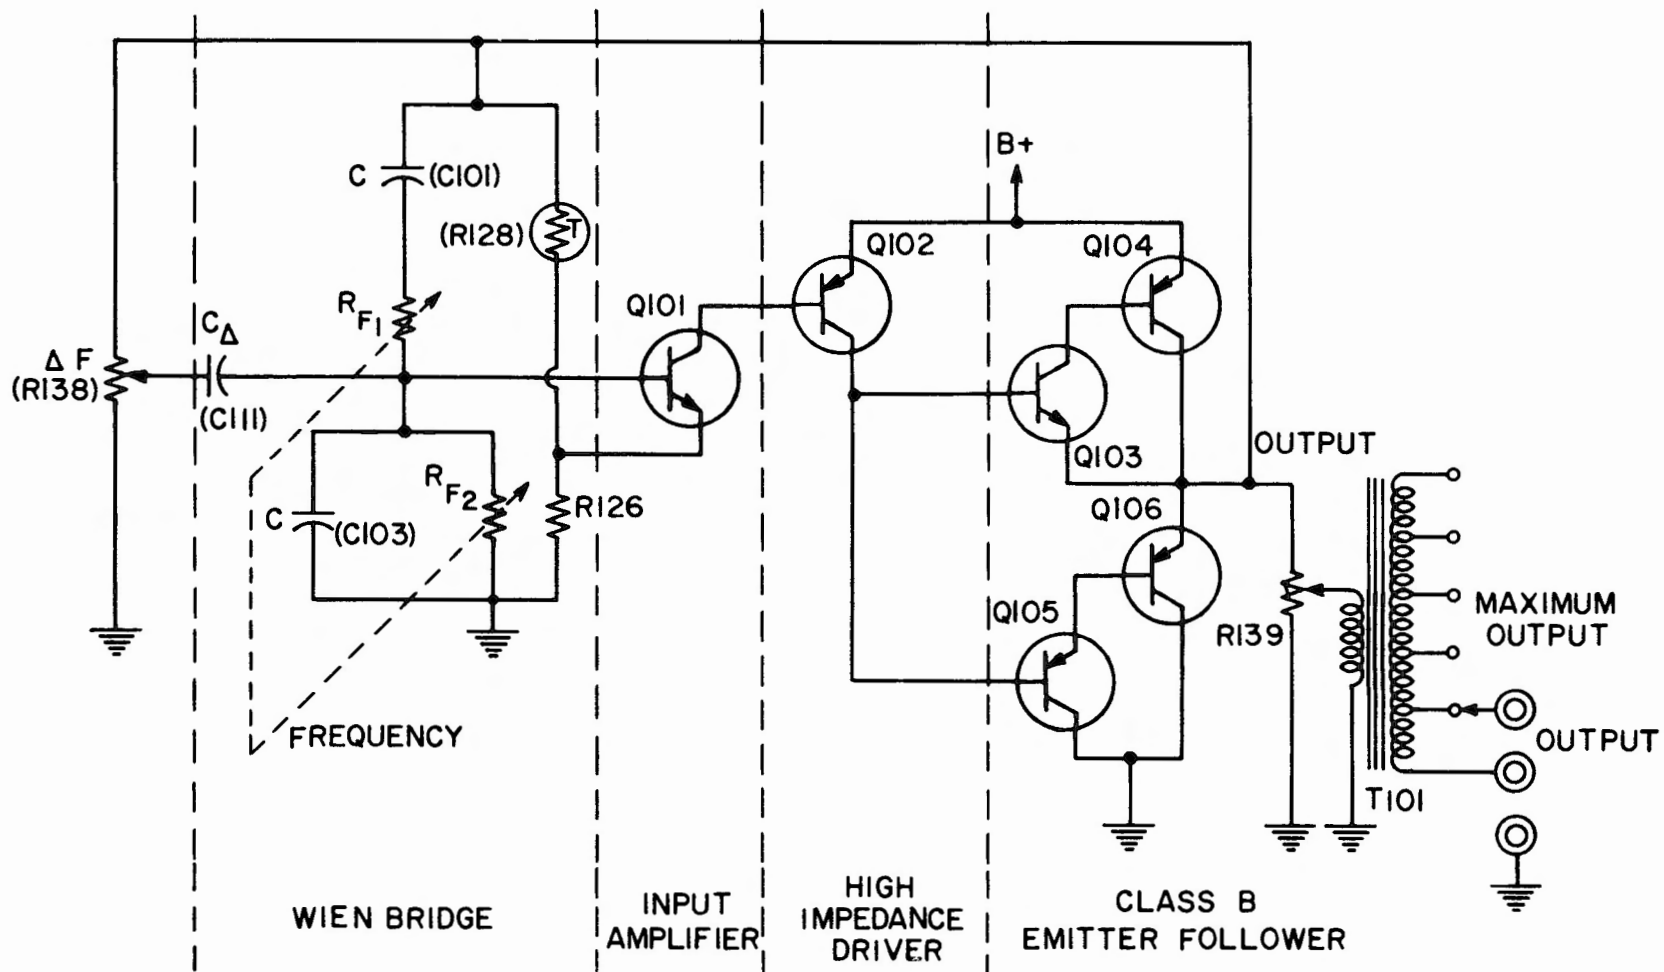 B+
C (C101)
Q102
Q104
(R128) T
R F1
Q101
C Δ
Δ F
(R138)
(C111)
OUTPUT
Q103
R F2
Q106
C (C103)
R126
Q105
R139
MAXIMUM
OUTPUT
FREQUENCY
OUTPUT
T101
WIEN BRIDGE
INPUT
AMPLIFIER
HIGH
IMPEDANCE
DRIVER
CLASS B
EMITTER FOLLOWER